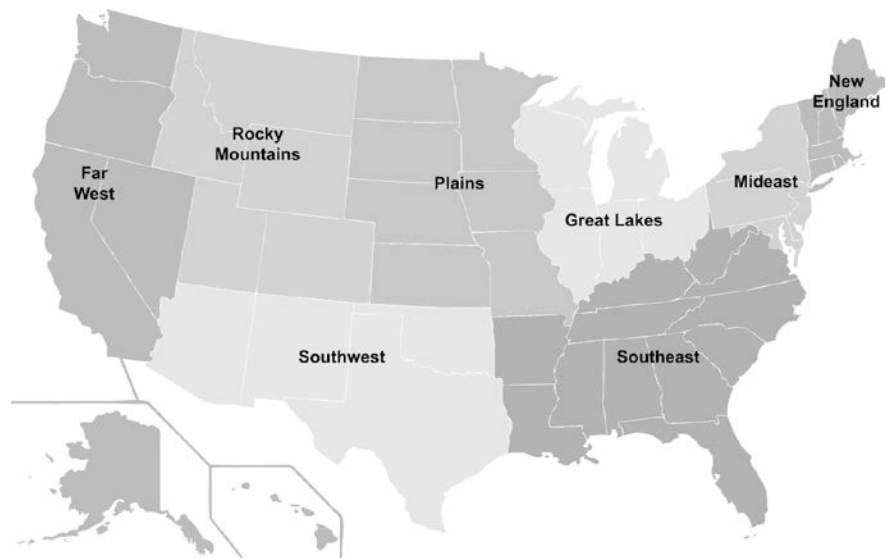 New
England
Rocky
Mountains
Far
West
Plains
Mideast
Great Lakes
Southwest
Southeast